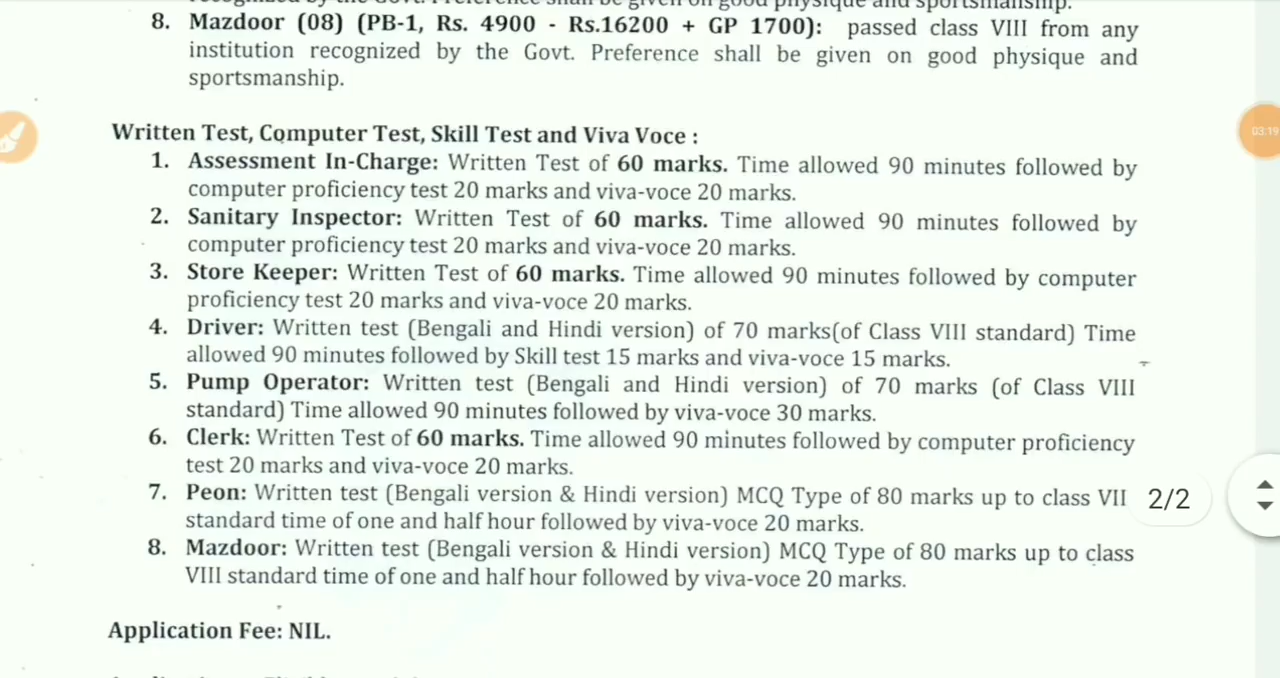 8. Mazdoor (08) (PB-1, Rs. 4900 - Rs.16200 + GP 1700): passed class VIII from any
institution recognized by the Govt. Preference shall be given on good physique and
sportsmanship.
03:19
Written Test, Computer Test, Skill Test and Viva Voce :
1. Assessment In-Charge: Written Test of 60 marks. Time allowed 90 minutes followed by
computer proficiency test 20 marks and viva-voce 20 marks.
2. Sanitary Inspector: Written Test of 60 marks. Time allowed 90 minutes followed by
computer proficiency test 20 marks and viva-voce 20 marks.
3. Store Keeper: Written Test of 60 marks. Time allowed 90 minutes followed by computer
proficiency test 20 marks and viva-voce 20 marks.
4. Driver: Written test (Bengali and Hindi version) of 70 marks(of Class VIII standard) Time
allowed 90 minutes followed by Skill test 15 marks and viva-voce 15 marks.
5. Pump Operator: Written test (Bengali and Hindi version) of 70 marks (of Class VIII
standard) Time allowed 90 minutes followed by viva-voce 30 marks.
6. Clerk: Written Test of 60 marks. Time allowed 90 minutes followed by computer proficiency
test 20 marks and viva-voce 20 marks.
7. Peon: Written test (Bengali version & Hindi version) MCQ Type of 80 marks up to class VII
2/2
standard time of one and half hour followed by viva-voce 20 marks.
8. Mazdoor: Written test (Bengali version & Hindi version) MCQ Type of 80 marks up to class
VIII standard time of one and half hour followed by viva-voce 20 marks.
Application Fee: NIL.